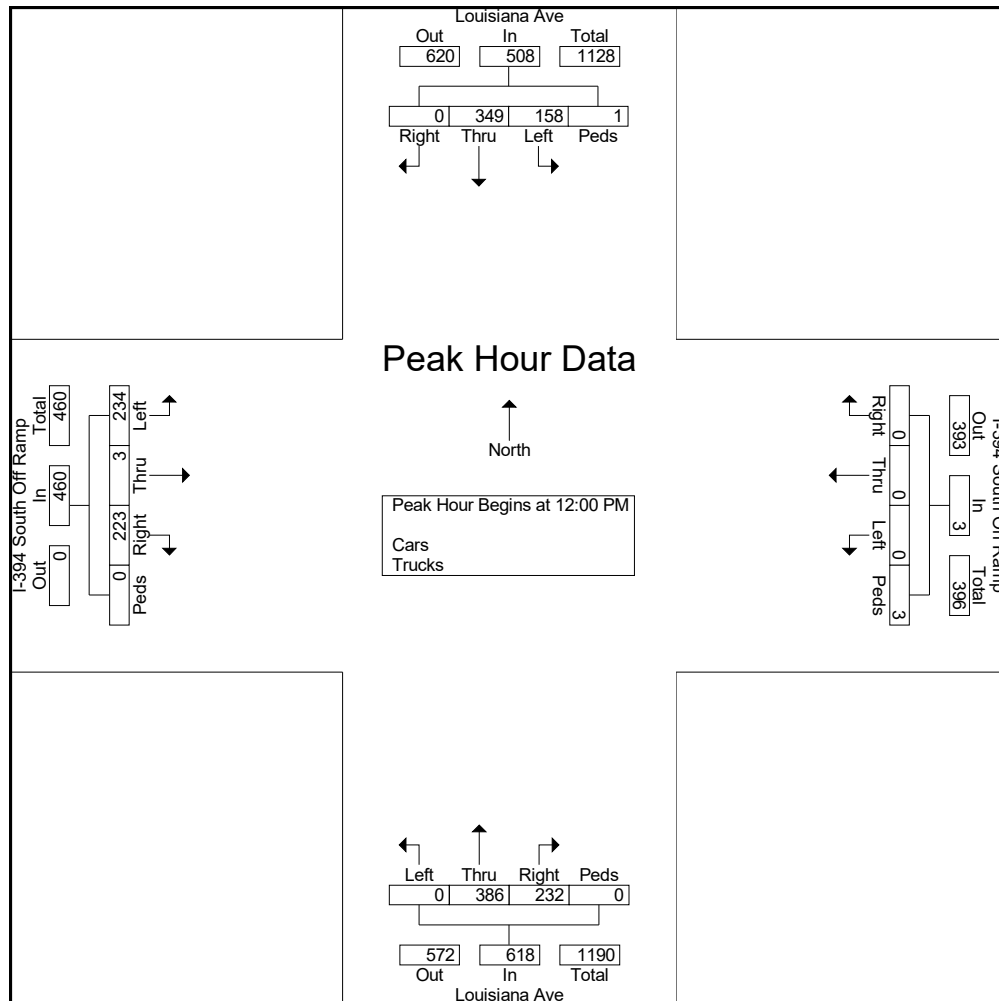 Louisiana Ave
Out In Total
620 508 1128
0 349 158 1
Right Thru Left Peds
Peak Hour Data
North
Peak Hour Begins at 12:00 PM
Cars
Trucks
I-394 South Off Ramp
Out In Total
0 460 460
Peds Right Thru Left
0 223 3 234
I-394 South On Ramp
Out In Total
393 3 396
Right Thru Left Peds
0 0 0 3
Left Thru Right Peds
0 386 232 0
572 618 1190
Out In Total
Louisiana Ave